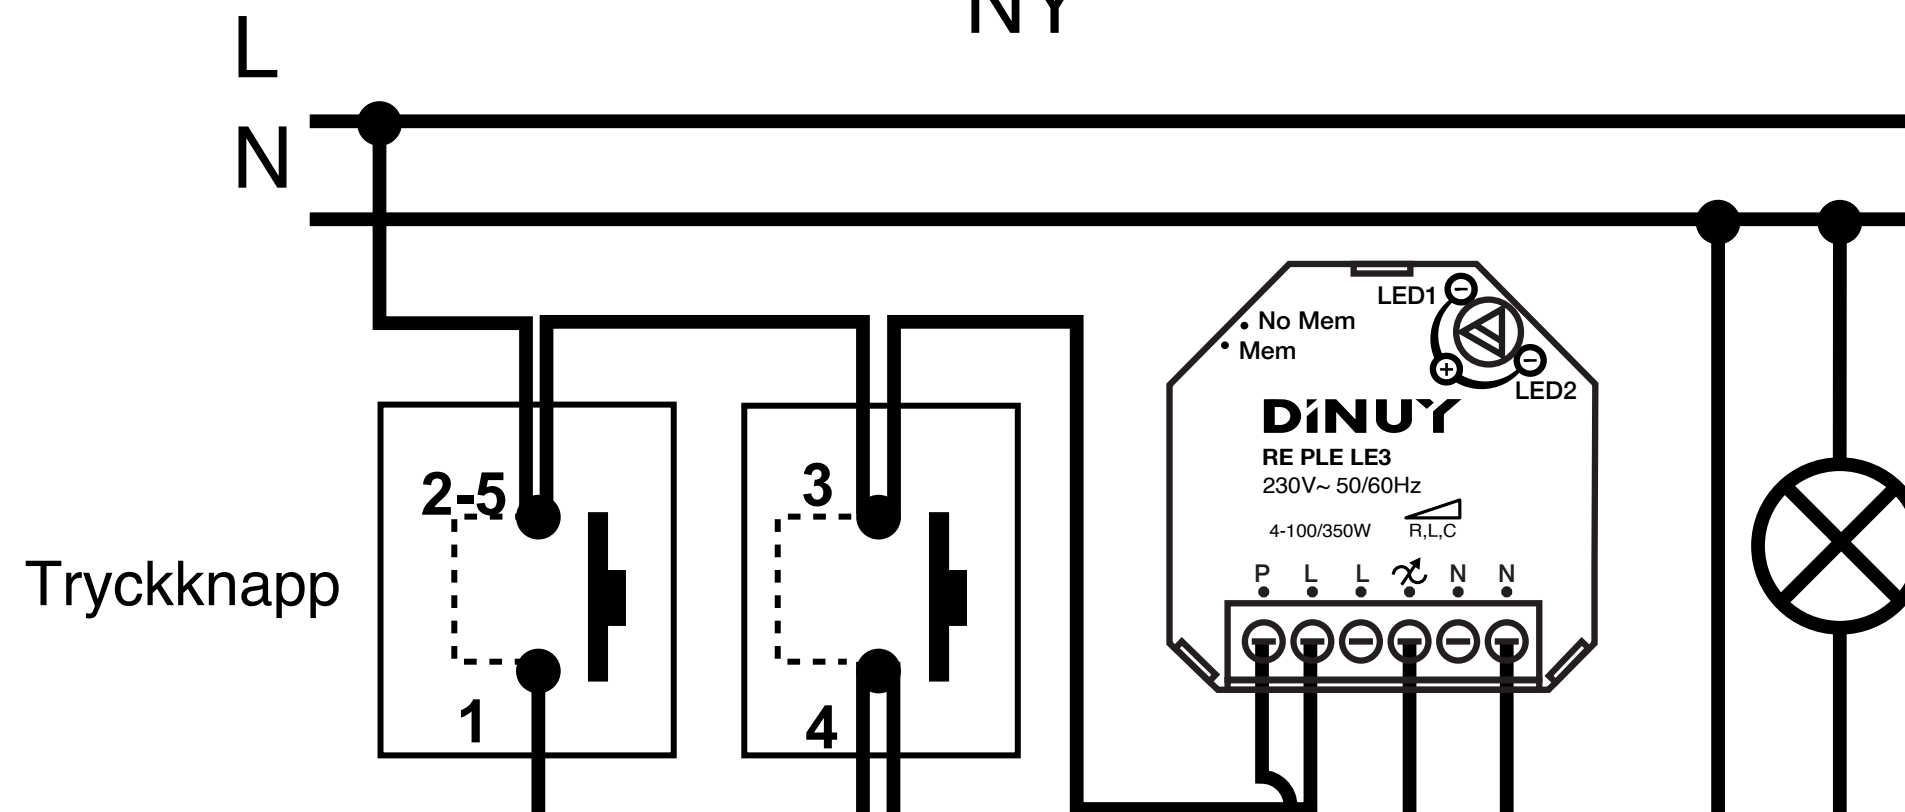 NY
L
N
LED1
No Mem
Mem
LED2
DiNUY
RE PLE LE3
230V~ 50/60Hz
4-100/350W R,L,C
P L L N N
2-5
3
Tryckknapp
1
4